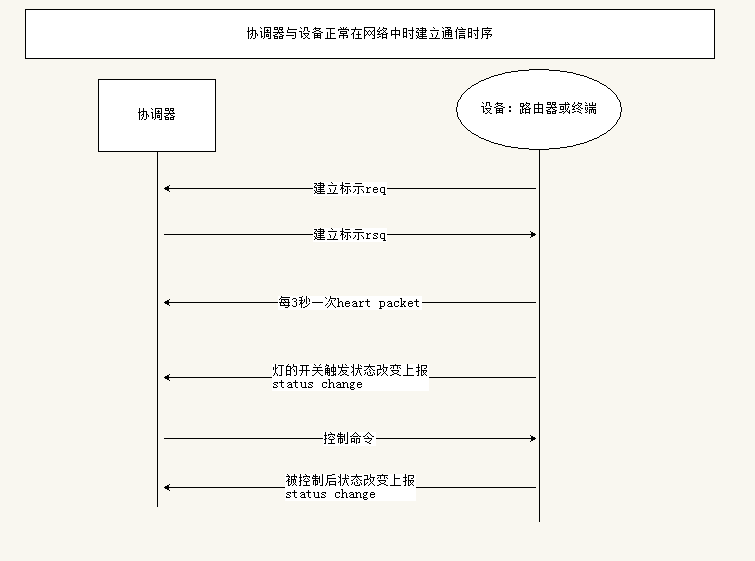 协调器与设备正常在网络中时建立通信时序
协调器
设备：路由器或终端
建立标示req
建立标示rsq
每3秒一次heart packet
灯的开关触发状态改变上报
status change
控制命令
被控制后状态改变上报
status change